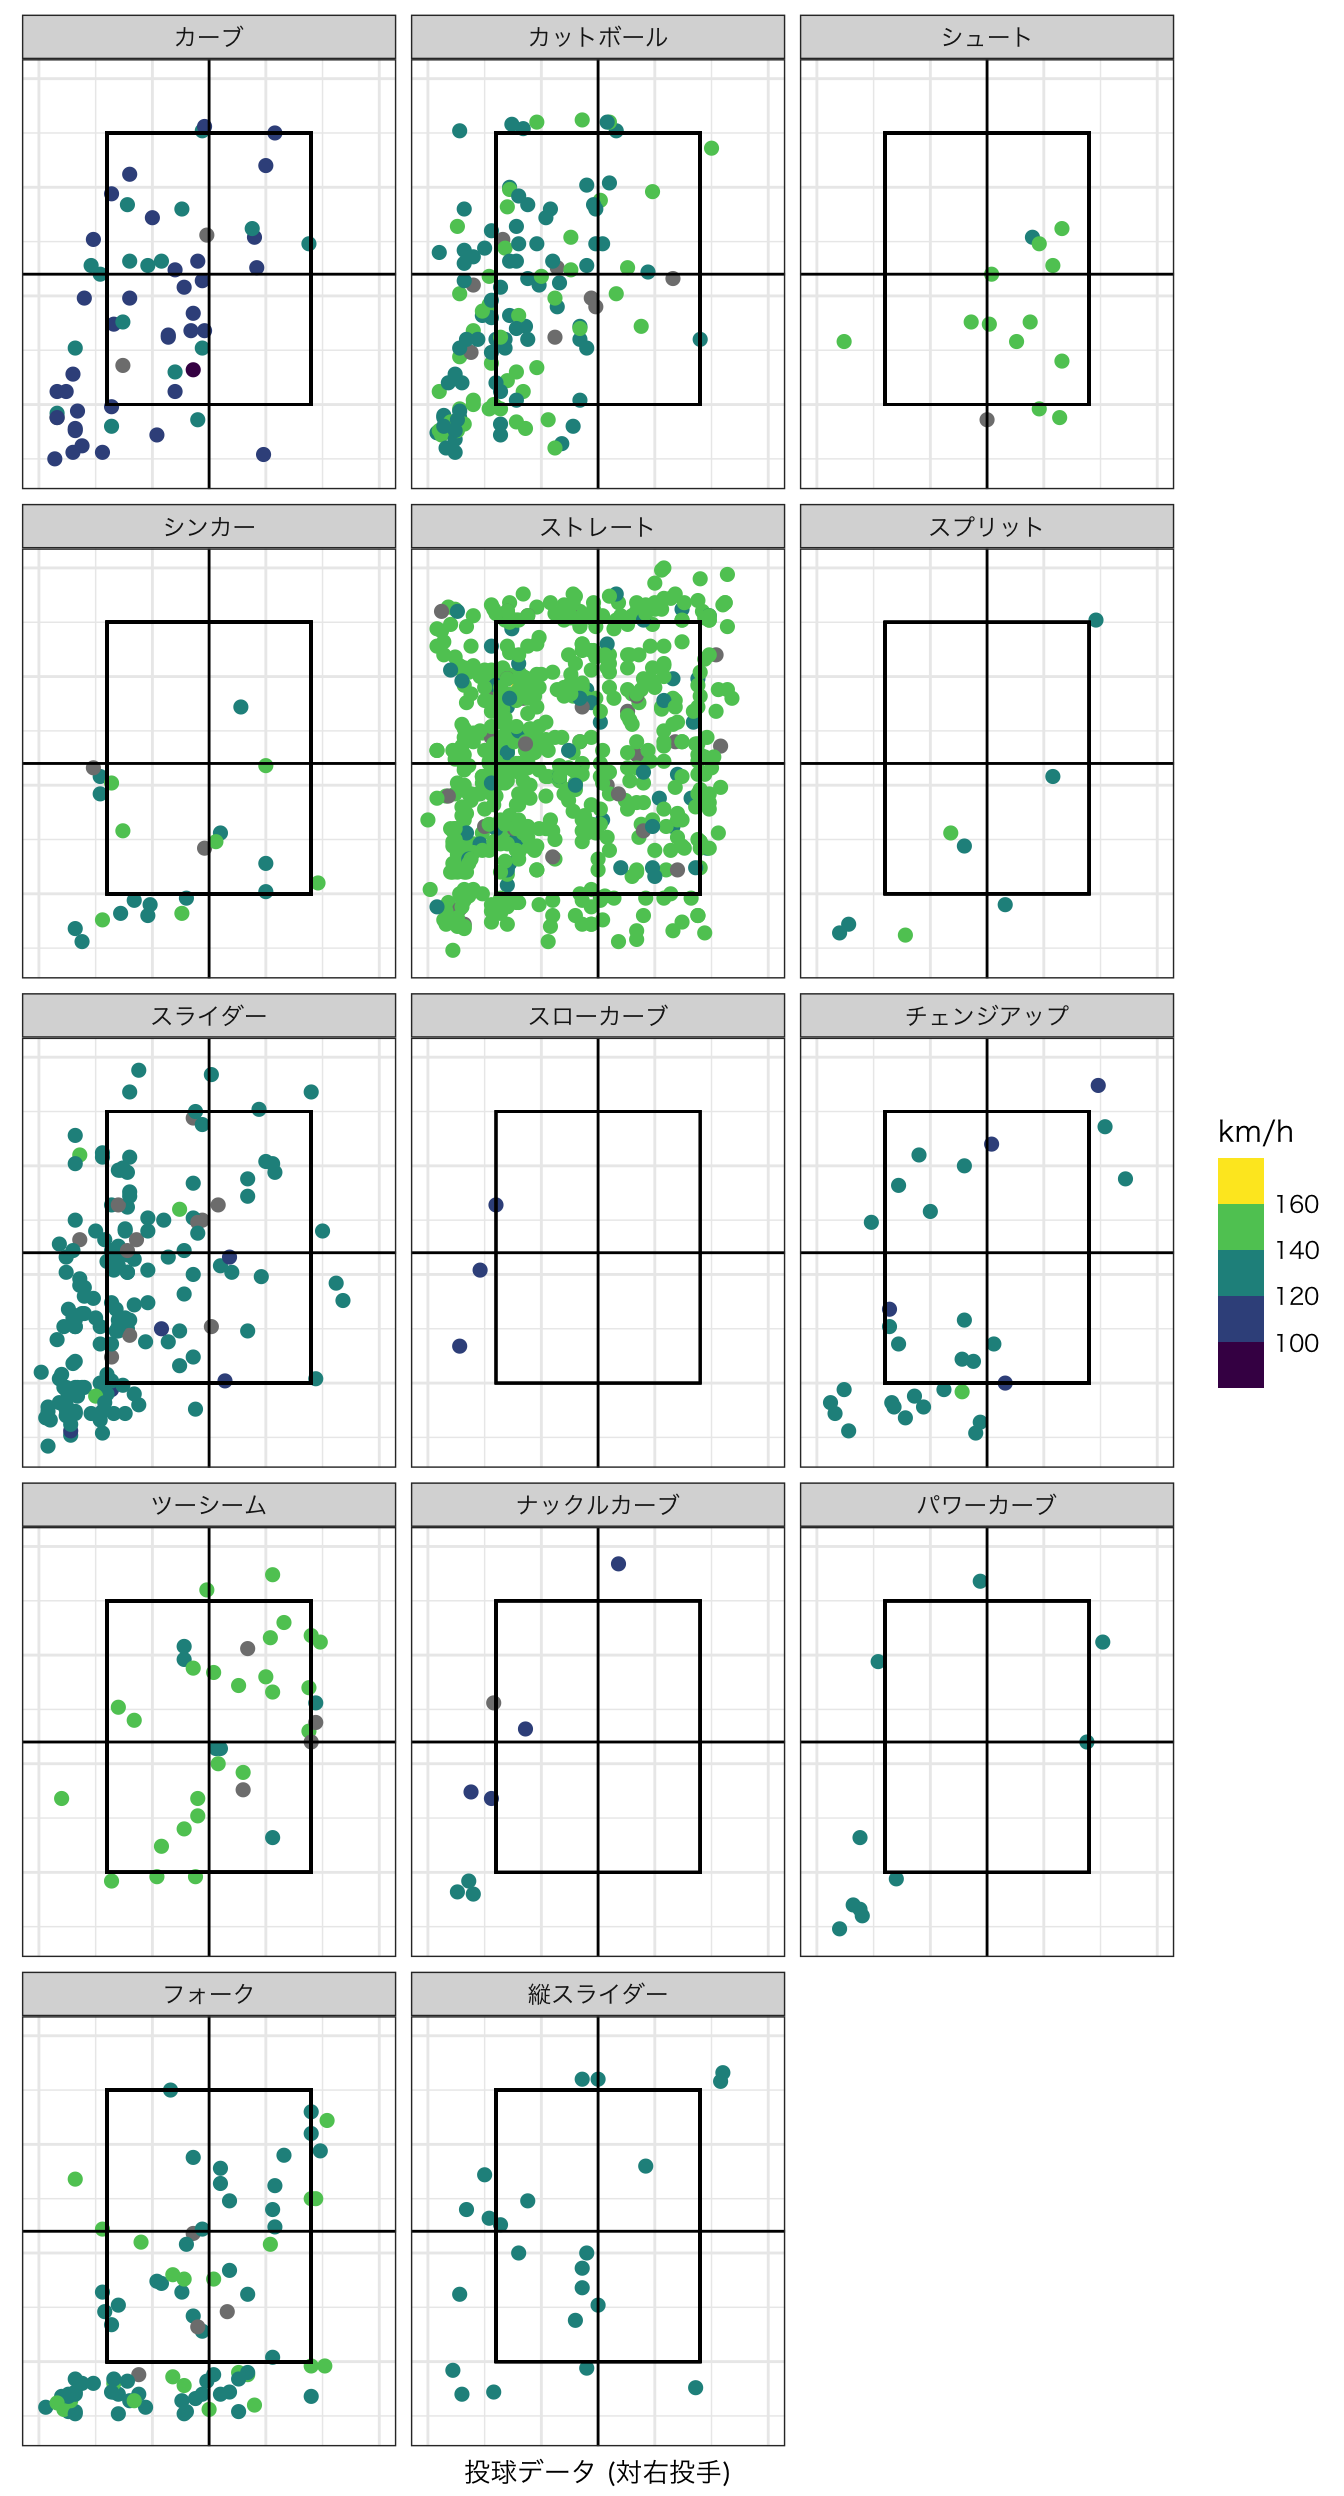 カーブ
カットボール
シュート
シンカー
ストレート
スプリット
スライダー
スローカーブ
チェンジアップ
km/h
160
140
120
100
ツーシーム
ナックルカーブ
パワーカーブ
フォーク
縦スライダー
投球データ (対右投手)